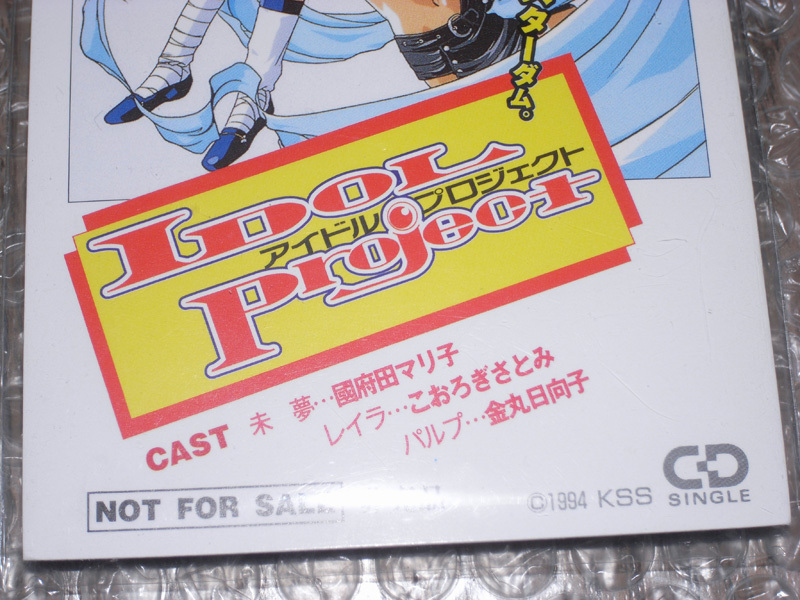 ターダム。
IDOL
アイドル プロジェクト
Project
CAST 未 夢…國府田マリ子
レイラ…こおろぎさとみ
パルプ…金丸日向子
NOT FOR SALE
©1994 KSS
CD
SINGLE